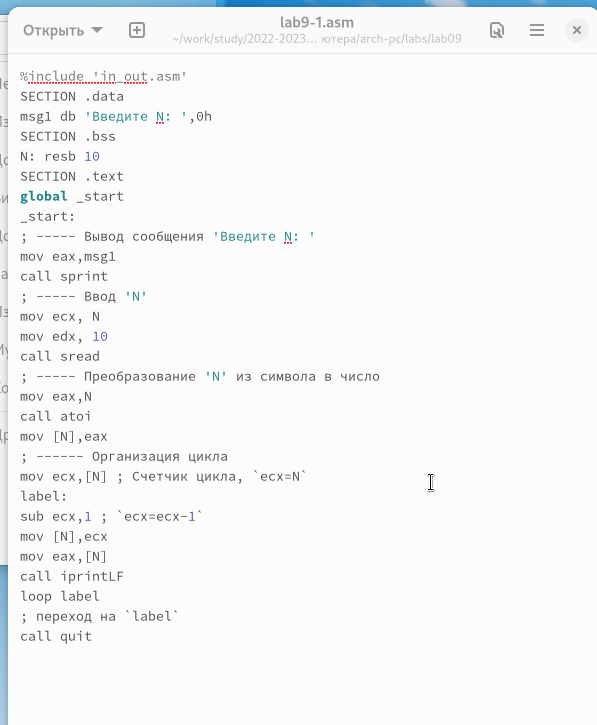 Открыть
lab9-1.asm
~/work/study/2022-2023... ютера/arch-pc/labs/lab09
%include 'in_out.asm'
SECTION .data
msg1 db 'Введите N: ',0h
SECTION .bss
N: resb 10
SECTION .text
global _start
_start:
; ----- Вывод сообщения 'Введите N: '
mov eax,msg1
call sprint
; ----- Ввод 'N'
mov ecx, N
mov edx, 10
call sread
; ----- Преобразование 'N' из символа в число
mov eax,N
call atoi
mov [N],eax
; ------ Организация цикла
mov ecx,[N] ; Счетчик цикла, `ecx=N`
label:
sub ecx,1 ; `ecx=ecx-1`
mov [N],ecx
mov eax,[N]
call iprintLF
loop label
; переход на `label`
call quit